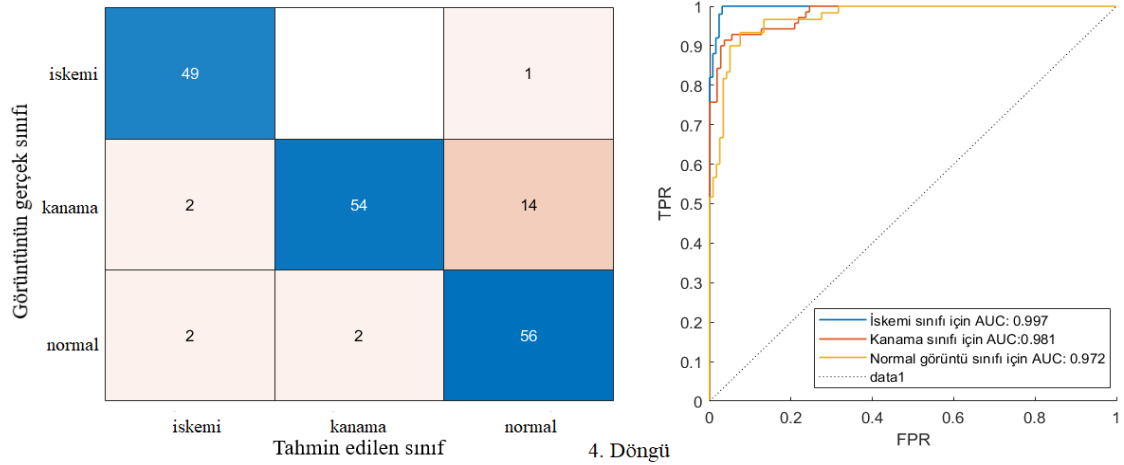 Görüntünün gerçek sınıfı
iskemi
49
1
kanama
2
54
14
normal
2
2
56
iskemi
kanama
normal
Tahmin edilen sınıf
4. Döngü
TPR
1
0.9
0.8
0.7
0.6
0.5
0.4
0.3
0.2
0.1
0
0
0.2
0.4
0.6
0.8
1
FPR
İskemi sınıfı için AUC: 0.997
Kanama sınıfı için AUC:0.981
Normal görüntü sınıfı için AUC: 0.972
data1